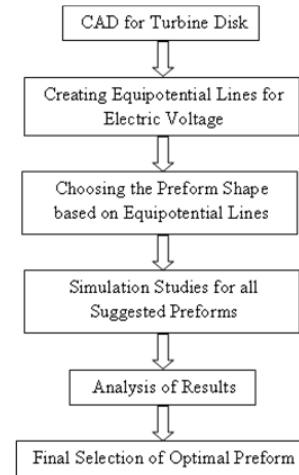 CAD for Turbine Disk
Creating Equipotential Lines for
Electric Voltage
Choosing the Preform Shape
based on Equipotential Lines
Simulation Studies for all
Suggested Preforms
Analysis of Results
Final Selection of Optimal Preform